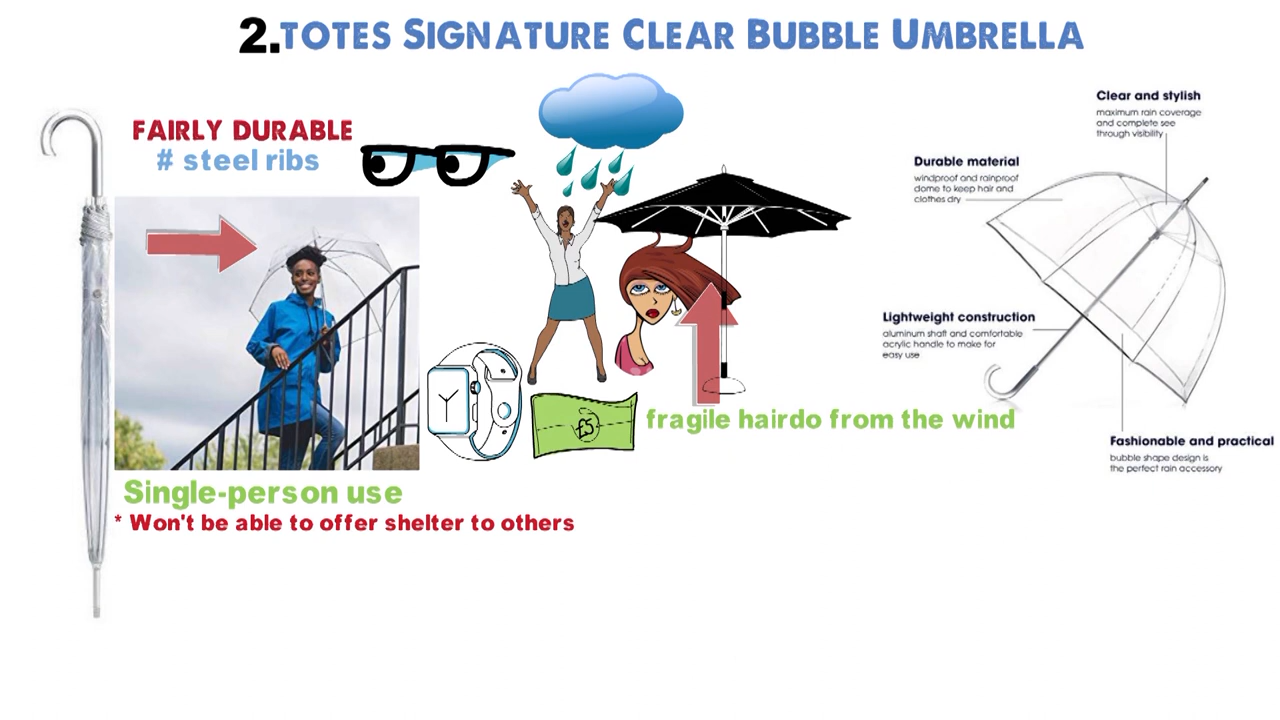 2.TOTES SIGNATURE CLEAR BUBBLE UMBRELLA
FAIRLY DURABLE
# steel ribs
Single-person use
* Won't be able to offer shelter to others
£5
fragile hairdo from the wind
Clear and stylish
maximum rain coverage
and complete see
through visibility
Durable material
windproof and rainproof
dome to keep hair and
clothes dry
Lightweight construction
aluminum shaft and comfortable
acrylic handle to make for
easy use
Fashionable and practical
bubble shape design is
the perfect rain accessory